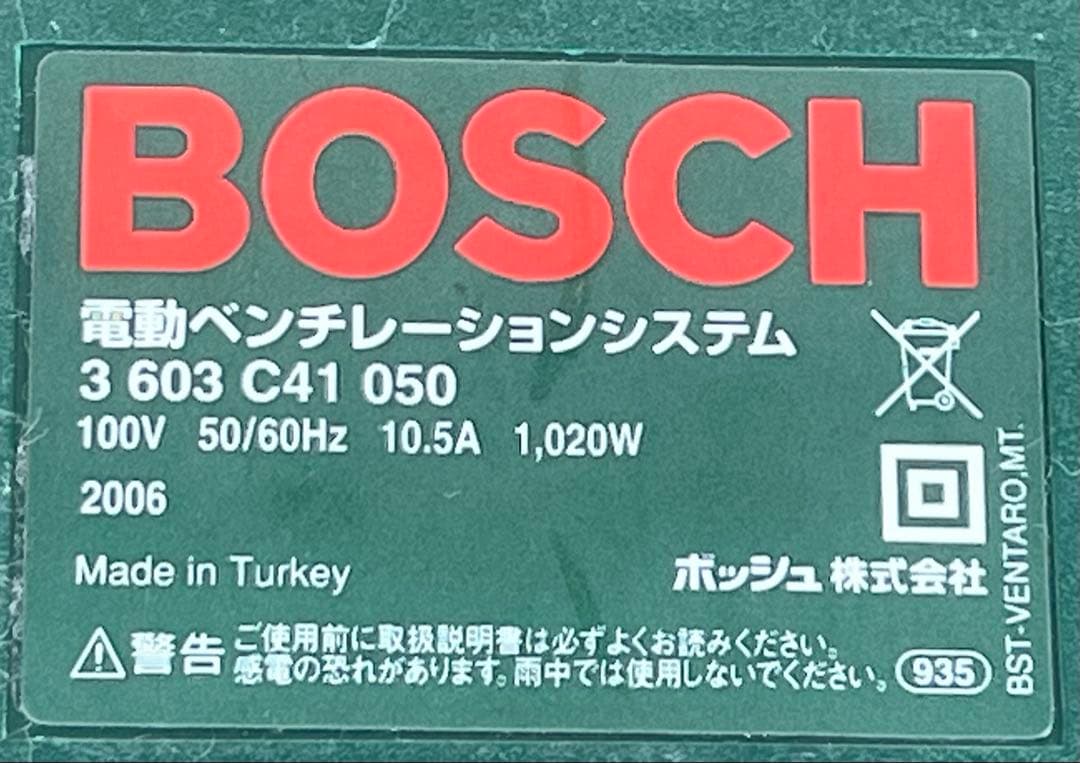 BOSCH
電動ベンチレーションシステム
3 603 C41 050
100V 50/60Hz 10.5A 1,020W
2006
Made in Turkey
ボッシュ株式会社
警告
ご使用前に取扱説明書は必ずよくお読みください。
感電の恐れがあります。雨中では使用しないでください。
935
BST-VENTARO,MT.